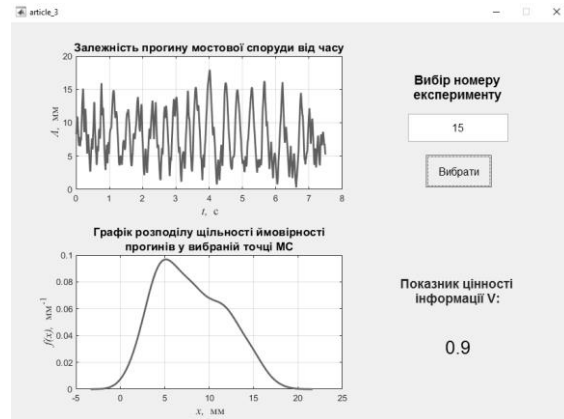 article_3
Залежність прогину мостової споруди від часу
20
15
10
5
0
A, мм
0 1 2 3 4 5 6 7 8
t, с
Графік розподілу щільності ймовірності
прогинів у вибраній точці МС
0.1
0.08
0.06
0.04
0.02
0
f(x), мм⁻¹
-5 0 5 10 15 20 25
x, мм
Вибір номеру
експерименту
15
Вибрати
Показник цінності
інформації V:
0.9